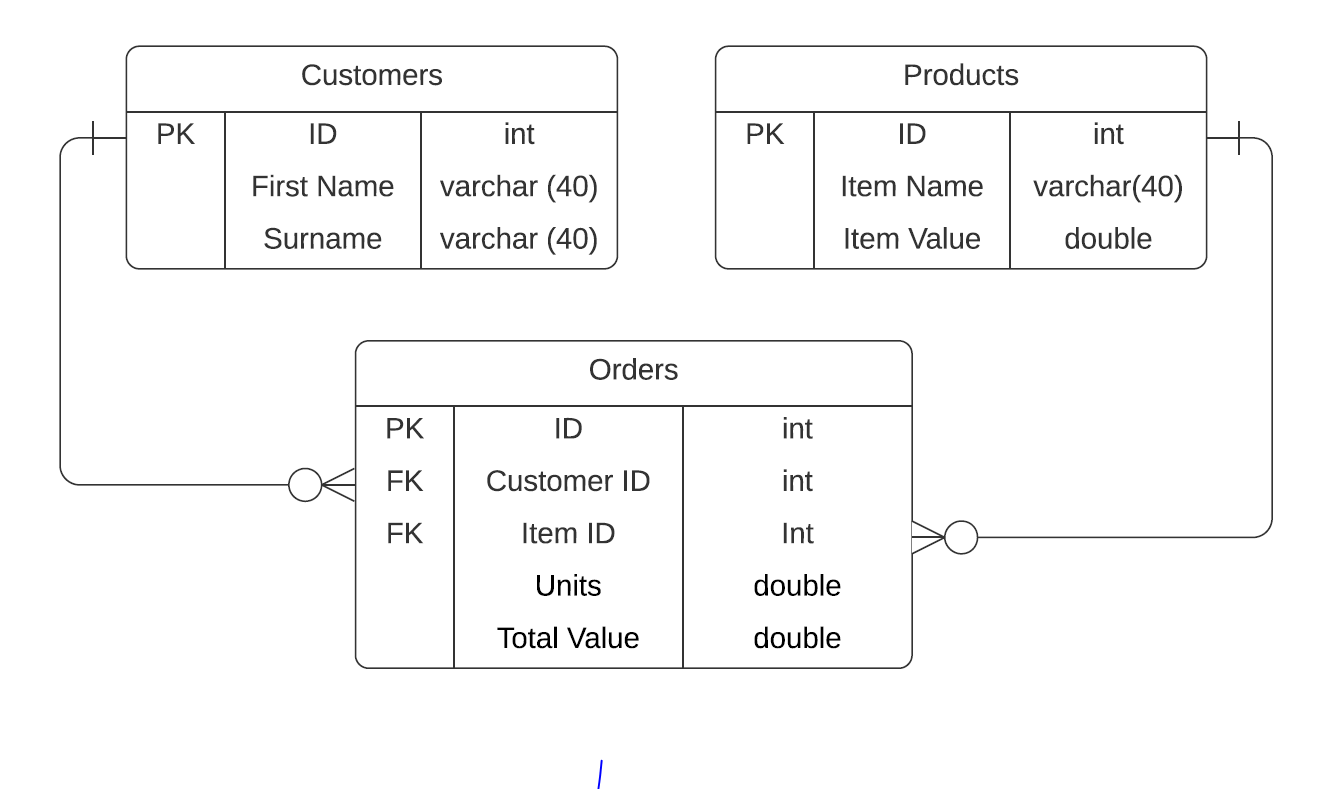 Customers
PK ID int
First Name varchar (40)
Surname varchar (40)
Products
PK ID int
Item Name varchar(40)
Item Value double
Orders
PK ID int
FK Customer ID int
FK Item ID Int
Units double
Total Value double